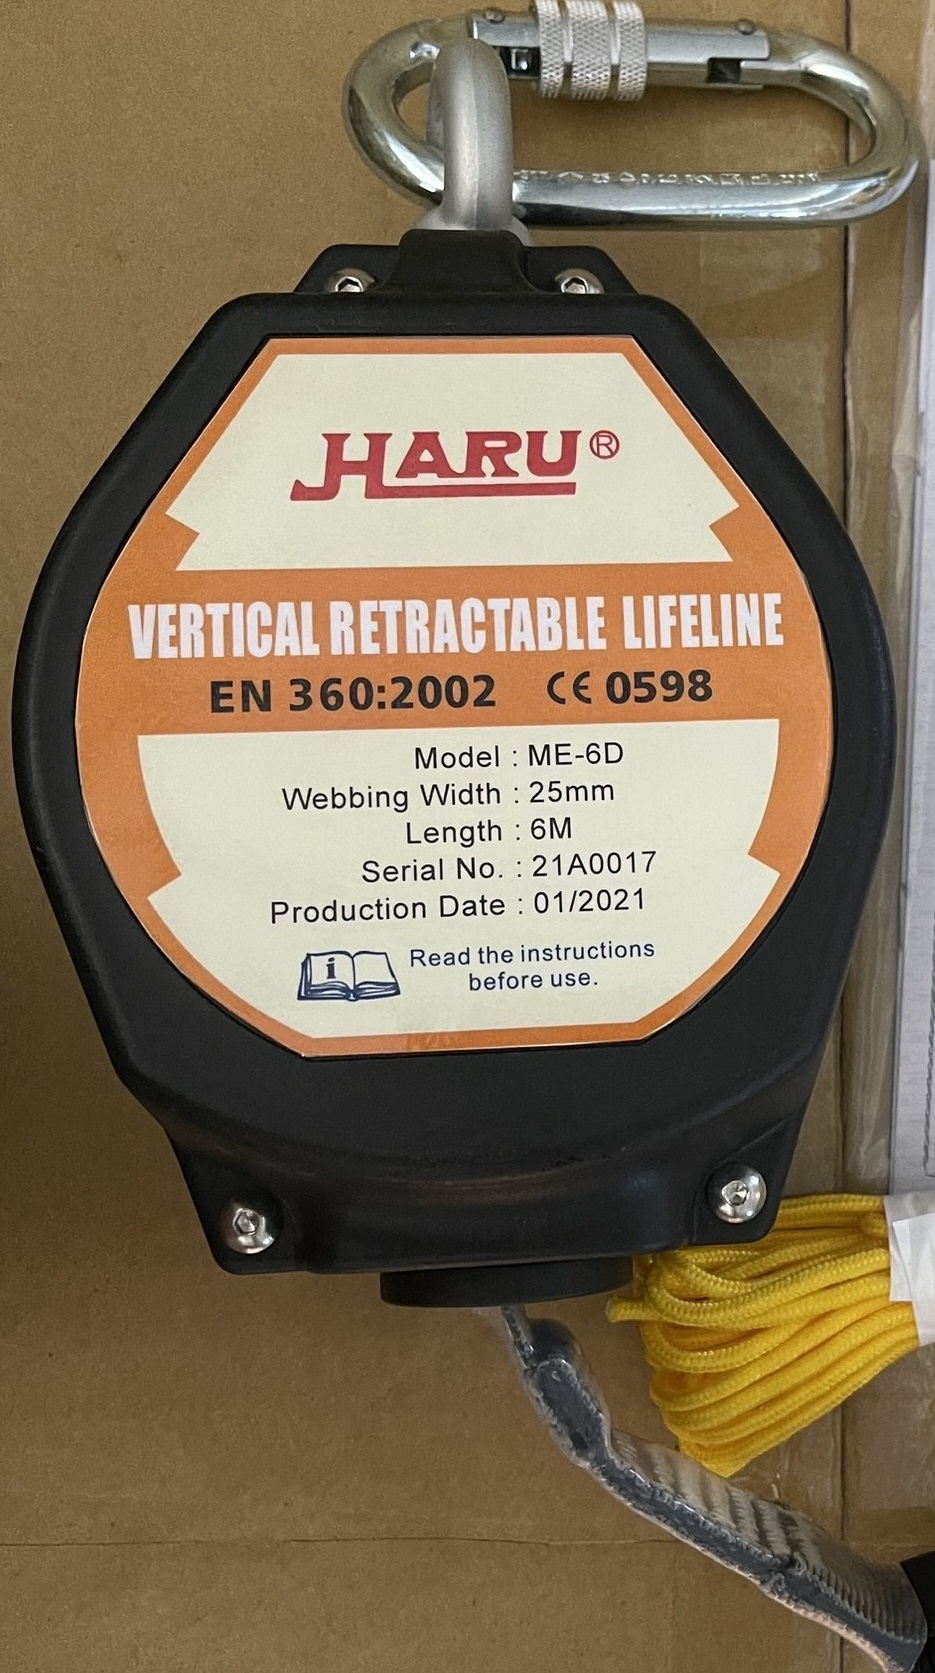 HARU®
VERTICAL RETRACTABLE LIFELINE
EN 360:2002 CE 0598
Model : ME-6D
Webbing Width : 25mm
Length : 6M
Serial No. : 21A0017
Production Date : 01/2021
i Read the instructions
before use.